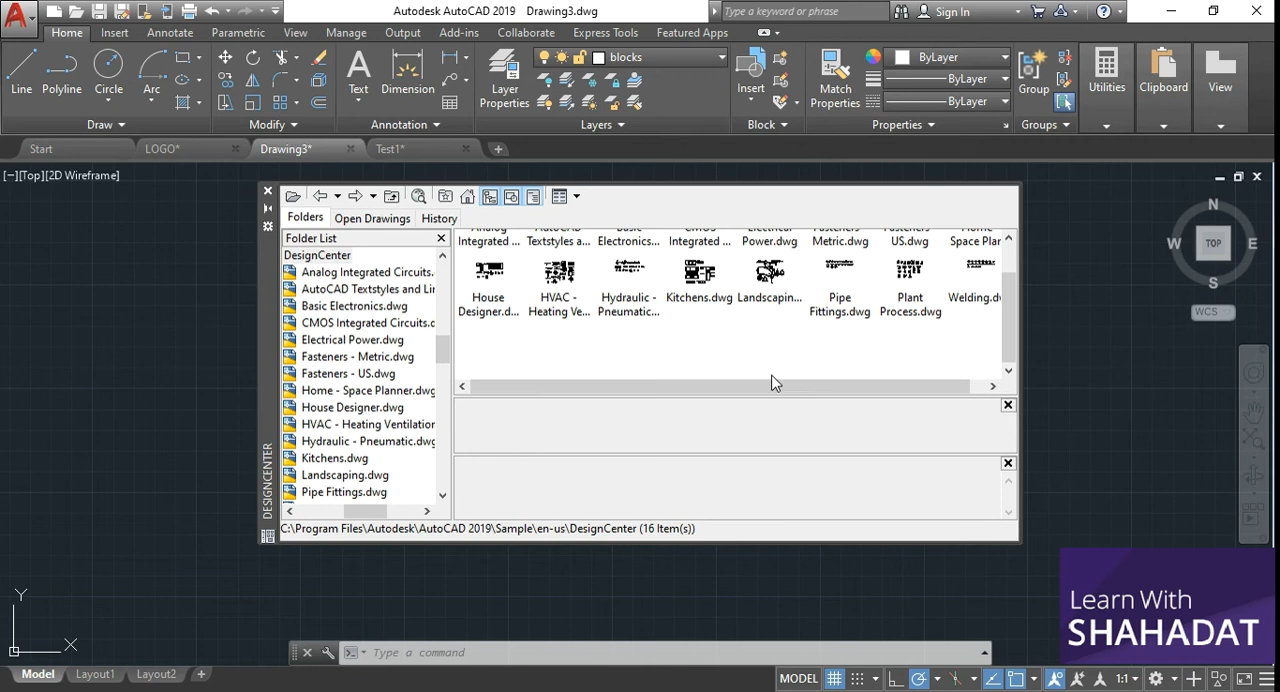 Autodesk AutoCAD 2019 Drawing3.dwg
Type a keyword or phrase
Sign In
Home Insert Annotate Parametric View Manage Output Add-ins Collaborate Express Tools Featured Apps
Line Polyline Circle Arc
Text Dimension
Layer Properties
blocks
Insert
Match Properties
ByLayer
ByLayer
ByLayer
Group
Utilities
Clipboard
View
Draw Modify Annotation Layers Block Properties Groups
Start LOGO* Drawing3* Test1*
[−][Top][2D Wireframe]
N
W TOP E
S
WCS
Folders Open Drawings History
Folder List
DesignCenter
Analog Integrated Circuits.
AutoCAD Textstyles and Lin
Basic Electronics.dwg
CMOS Integrated Circuits.d
Electrical Power.dwg
Fasteners - Metric.dwg
Fasteners - US.dwg
Home - Space Planner.dwg
House Designer.dwg
HVAC - Heating Ventilation
Hydraulic - Pneumatic.dwg
Kitchens.dwg
Landscaping.dwg
Pipe Fittings.dwg
Integrated ... Textstyles a... Electronics... Integrated ... Power.dwg Metric.dwg US.dwg Space Plan
House Designer.d...
HVAC - Heating Ve...
Hydraulic - Pneumatic...
Kitchens.dwg
Landscapin...
Pipe Fittings.dwg
Plant Process.dwg
Welding.dw
DESIGNCENTER
C:\Program Files\Autodesk\AutoCAD 2019\Sample\en-us\DesignCenter (16 Item(s))
Learn With
SHAHADAT
Y
X
Type a command
Model Layout1 Layout2
MODEL
1:1